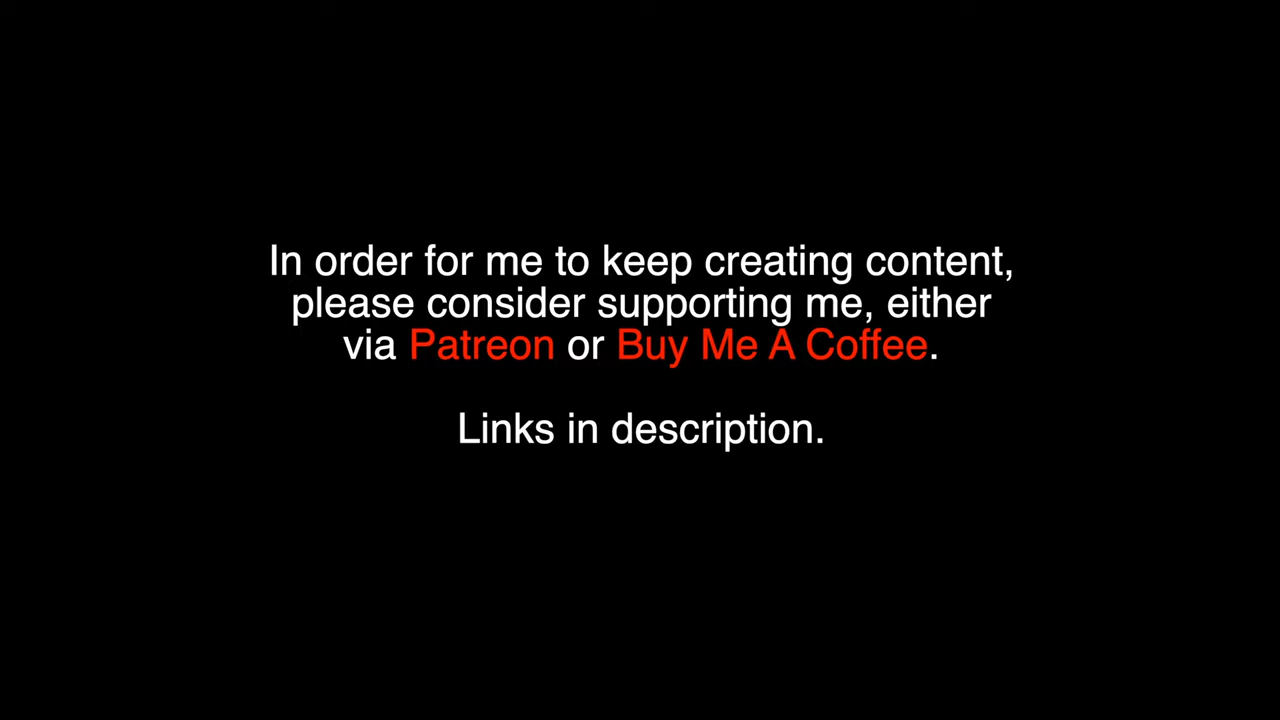 In order for me to keep creating content,
please consider supporting me, either
via Patreon or Buy Me A Coffee.
Links in description.